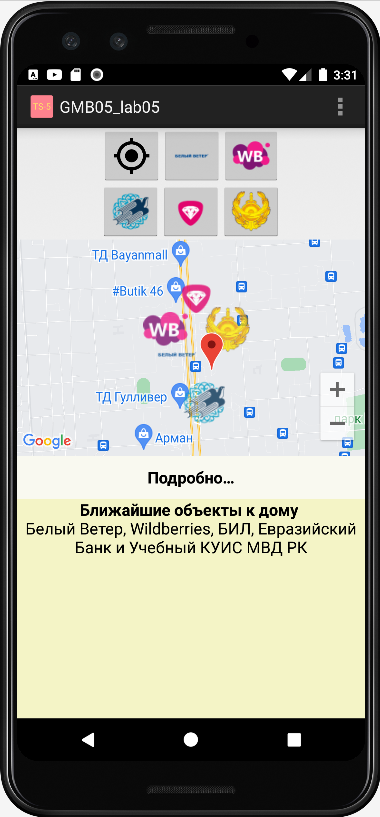 3:31
TS 5
GMB05_lab05
БЕЛЫЙ ВЕТЕР
WB
ТД Bayanmall
#Butik 46
WB
БЕЛЫЙ ВЕТЕР
ТД Гулливер
парк
Google
Арман
Подробно…
Ближайшие объекты к дому
Белый Ветер, Wildberries, БИЛ, Евразийский
Банк и Учебный КУИС МВД РК